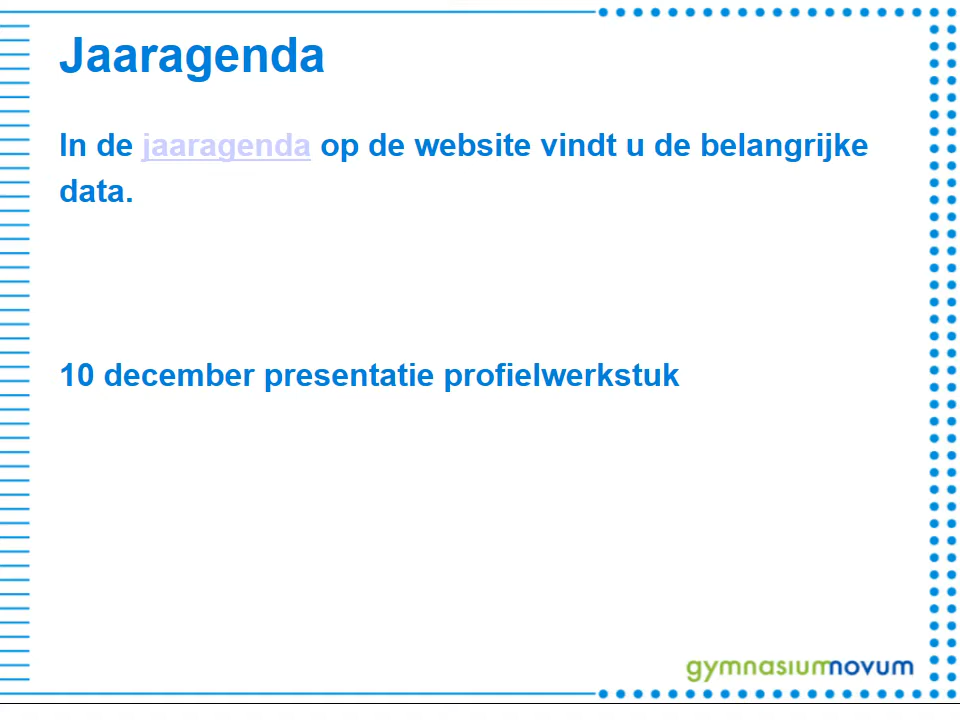 Jaaragenda
In de jaaragenda op de website vindt u de belangrijke
data.
10 december presentatie profielwerkstuk
gymnasiumnovum